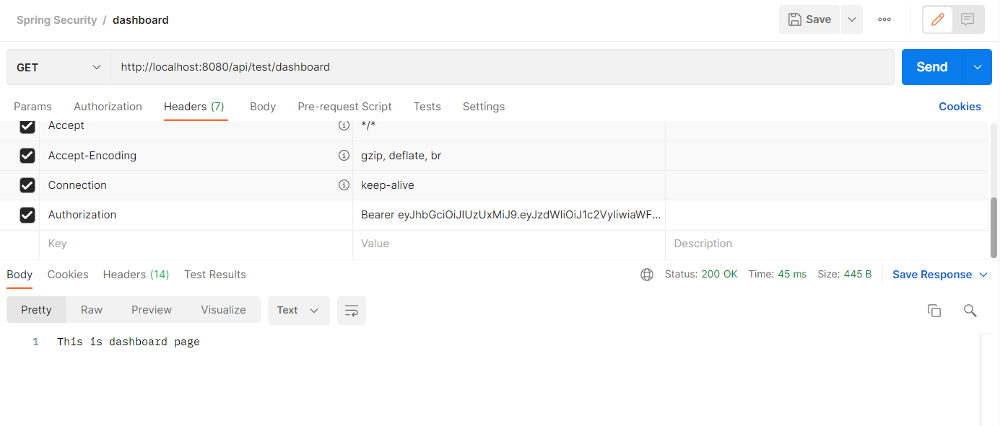 Spring Security / dashboard Save ooo
GET http://localhost:8080/api/test/dashboard Send
Params Authorization Headers (7) Body Pre-request Script Tests Settings Cookies
Accept */*
Accept-Encoding gzip, deflate, br
Connection keep-alive
Authorization Bearer eyJhbGciOiJIUzUxMiJ9.eyJzdWIiOiJ1c2VyIiwiaWF...
Key Value Description
Body Cookies Headers (14) Test Results Status: 200 OK Time: 45 ms Size: 445 B Save Response
Pretty Raw Preview Visualize Text
1 This is dashboard page